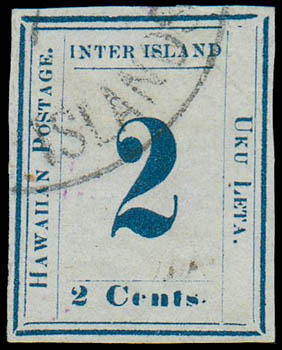 INTER ISLAND
HAWAIIAN POSTAGE.
2
UKU LETA.
2 Cents.